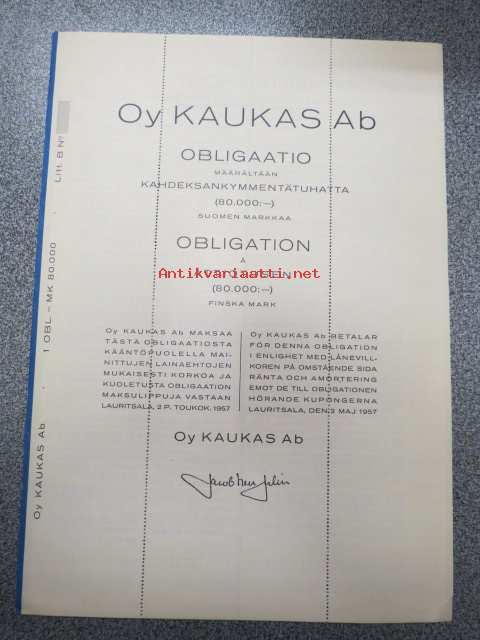 Oy KAUKAS Ab
OBLIGAATIO
MÄÄRÄLTÄÄN
KAHDEKSANKYMMENTÄTUHATTA
(80.000:—)
SUOMEN MARKKAA
OBLIGATION
Å
Antikvariaatti.net
(80.000:—)
FINSKA MARK
Oy KAUKAS Ab MAKSAA
TÄSTÄ OBLIGAATIOSTA
KÄÄNTÖPUOLELLA MAI-
NITTUJEN LAINAEHTOJEN
MUKAISESTI KORKOA JA
KUOLETUSTA OBLIGAATION
MAKSULIPPUJA VASTAAN
LAURITSALA, 2 P. TOUKOK. 1957
Oy KAUKAS Ab BETALAR
FÖR DENNA OBLIGATION
I ENLIGHET MED LÅNEVILL-
KOREN PÅ OMSTÅENDE SIDA
RÄNTA OCH AMORTERING
EMOT DE TILL OBLIGATIONEN
HÖRANDE KUPONGERNA
LAURITSALA, DEN 2 MAJ 1957
Oy KAUKAS Ab
Oy KAUKAS Ab · 1 OBL. – MK 80.000 · Litt. B Nº